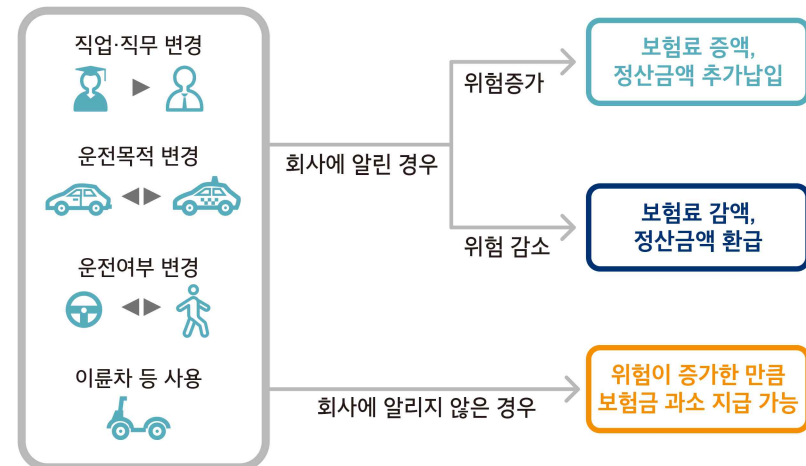 직업·직무 변경
운전목적 변경
운전여부 변경
이륜차 등 사용
회사에 알린 경우
위험증가
보험료 증액,
정산금액 추가납입
위험 감소
보험료 감액,
정산금액 환급
회사에 알리지 않은 경우
위험이 증가한 만큼
보험금 과소 지급 가능